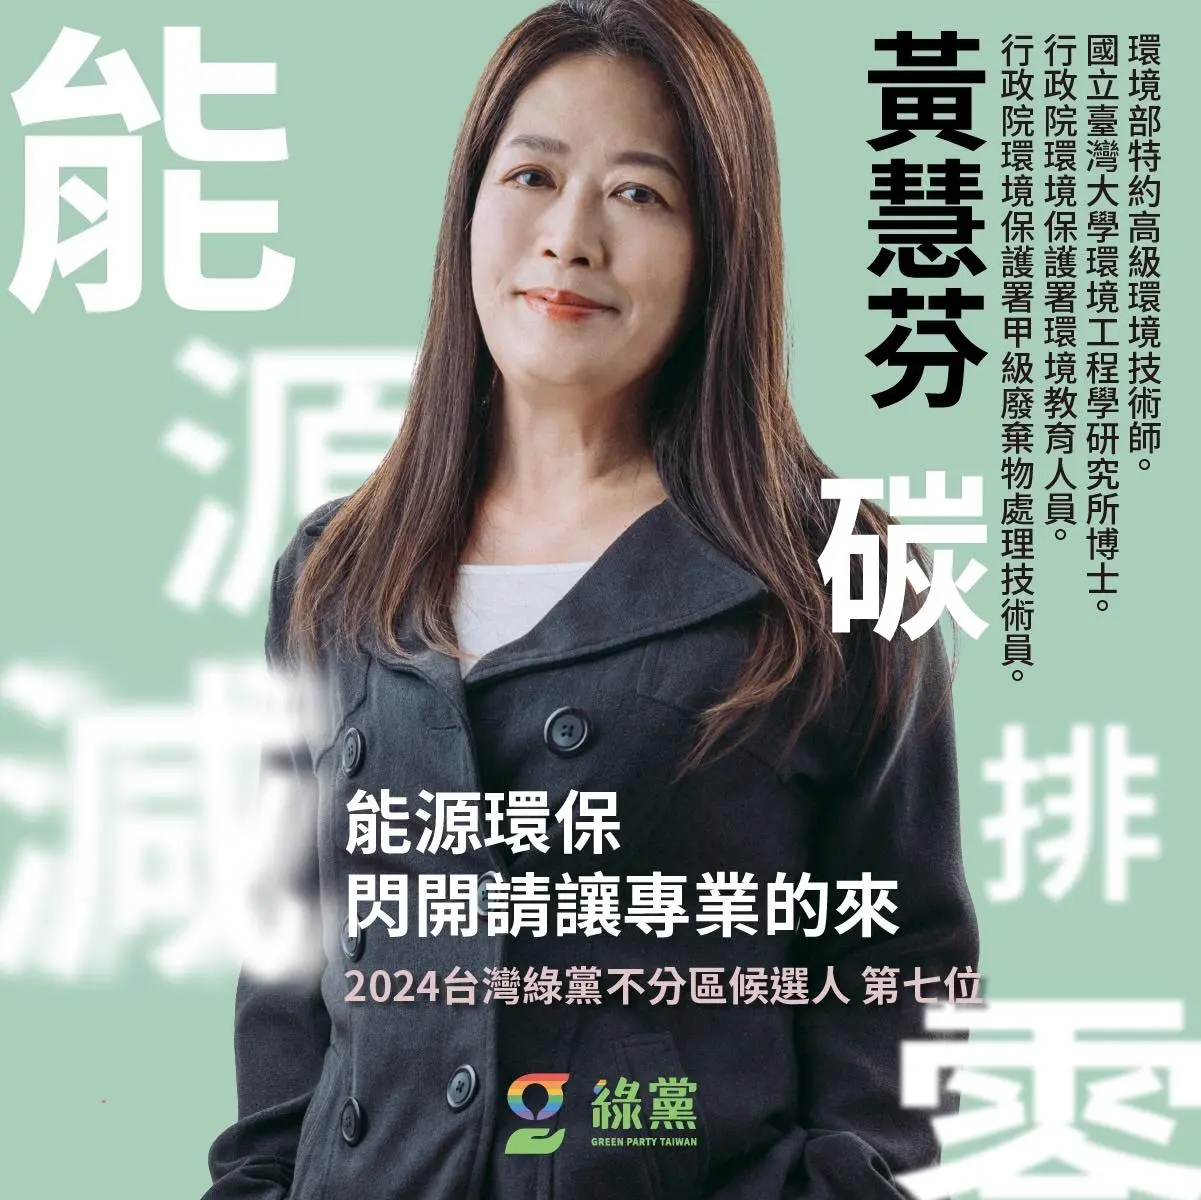 環境部特約高級環境技術師。
國立臺灣大學環境工程學研究所博士。
行政院環境保護署環境教育人員。
行政院環境保護署甲級廢棄物處理技術員。
黃慧芬
能
源
減
碳
排
零
能源環保
閃開請讓專業的來
2024台灣綠黨不分區候選人 第七位
綠黨
GREEN PARTY TAIWAN